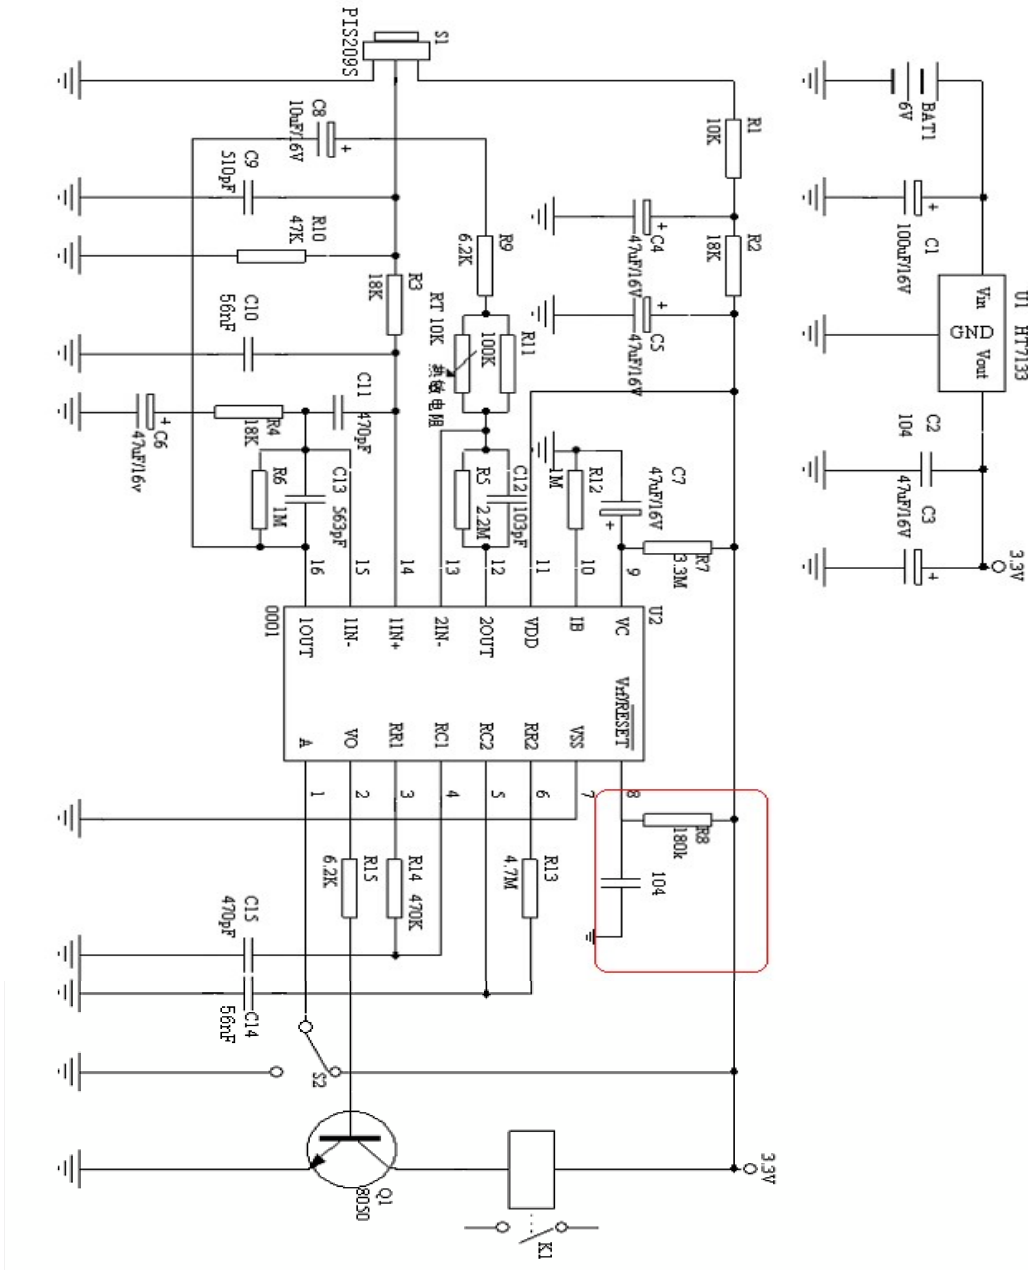 PIS209S
S1
C8
10uF/16V
+
C9
510pF
R10
47K
C10
56nF
C6
47uF/16v
+
R4
18K
C11
470pF
R3
18K
R6
1M
C13
563pF
R9
6.2K
RT 10K
热敏电阻
R11
100K
R5
2.2M
C12
103pF
R1
10K
R2
18K
C4
47uF/16V
+
C5
47uF/16V
+
R12
1M
C7
47uF/16V
+
R7
3.3M
BAT1
6V
C1
100uF/16V
+
U1 HT7133
Vin
GND
Vout
C2
104
C3
47uF/16V
+
3.3V
16
15
14
13
12
11
10
9
0001
U2
1OUT
1IN-
1IN+
2IN-
2OUT
VDD
IB
VC
A
VO
RR1
RC1
RC2
RR2
VSS
Vrf/RESET
1
2
3
4
5
6
7
8
R8
180k
104
R15
6.2K
R14
470K
R13
4.7M
C15
470pF
C14
56nF
S2
Q1
8050
K1
3.3V